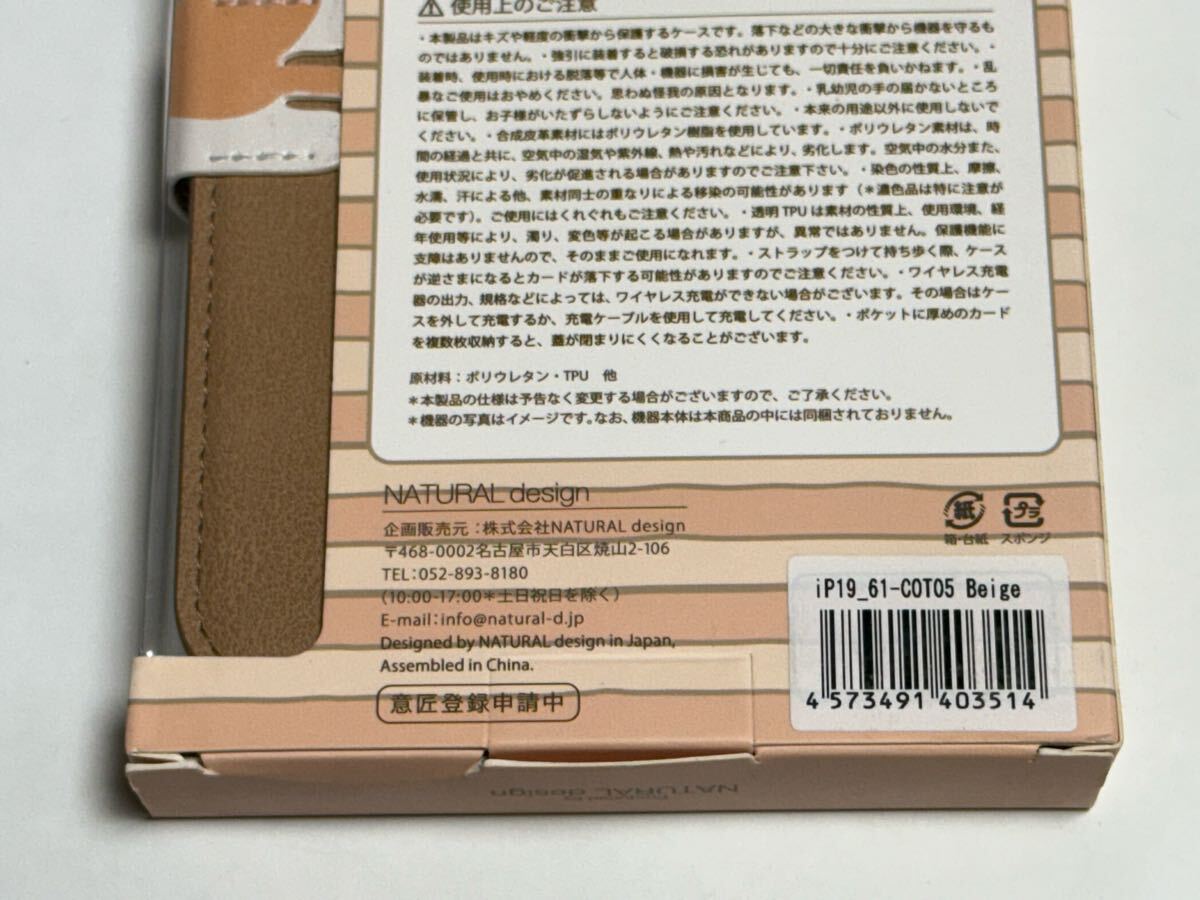 ⚠ 使用上のご注意
・本製品はキズや軽度の衝撃から保護するケースです。落下などの大きな衝撃から機器を守るも
のではありません。・強引に装着すると破損する恐れがありますので十分にご注意ください。・
装着時、使用時における脱落等で人体・機器に損害が生じても、一切責任を負いかねます。・乱
暴なご使用はおやめください。思わぬ怪我の原因となります。・乳幼児の手の届かないところ
に保管し、お子様がいたずらしないようにご注意ください。・本来の用途以外に使用しないで
ください。・合成皮革素材にはポリウレタン樹脂を使用しています。・ポリウレタン素材は、時
間の経過と共に、空気中の湿気や紫外線、熱や汚れなどにより、劣化します。空気中の水分また、
使用状況により、劣化が促進される場合がありますのでご注意下さい。・染色の性質上、摩擦、
水濡、汗による他、素材同士の重なりによる移染の可能性があります（＊濃色品は特に注意が
必要です）。ご使用にはくれぐれもご注意ください。・透明TPUは素材の性質上、使用環境、経
年使用等により、濁り、変色等が起こる場合がありますが、異常ではありません。保護機能に
支障はありませんので、そのままご使用になれます。・ストラップをつけて持ち歩く際、ケース
が逆さまになるとカードが落下する可能性がありますのでご注意ください。・ワイヤレス充電
器の出力、規格などによっては、ワイヤレス充電ができない場合がございます。その場合はケー
スを外して充電するか、充電ケーブルを使用して充電してください。・ポケットに厚めのカード
を複数枚収納すると、蓋が閉まりにくくなることがございます。
原材料：ポリウレタン・TPU 他
＊本製品の仕様は予告なく変更する場合がございますので、ご了承ください。
＊機器の写真はイメージです。なお、機器本体は本商品の中には同梱されておりません。
NATURAL design
企画販売元：株式会社NATURAL design
〒468-0002名古屋市天白区焼山2-106
TEL：052-893-8180
(10:00-17:00＊土日祝日を除く)
E-mail：info@natural-d.jp
Designed by NATURAL design in Japan,
Assembled in China.
意匠登録申請中
紙 プラ
箱・台紙 スポンジ
iP19_61-COT05 Beige
4 573491 403514
NATURAL design